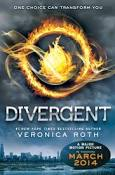 ONE CHOICE CAN TRANSFORM YOU
DIVERGENT
#1 NEW YORK TIMES BESTSELLING AUTHOR
VERONICA ROTH
A MAJOR
MOTION PICTURE
MARCH
2014